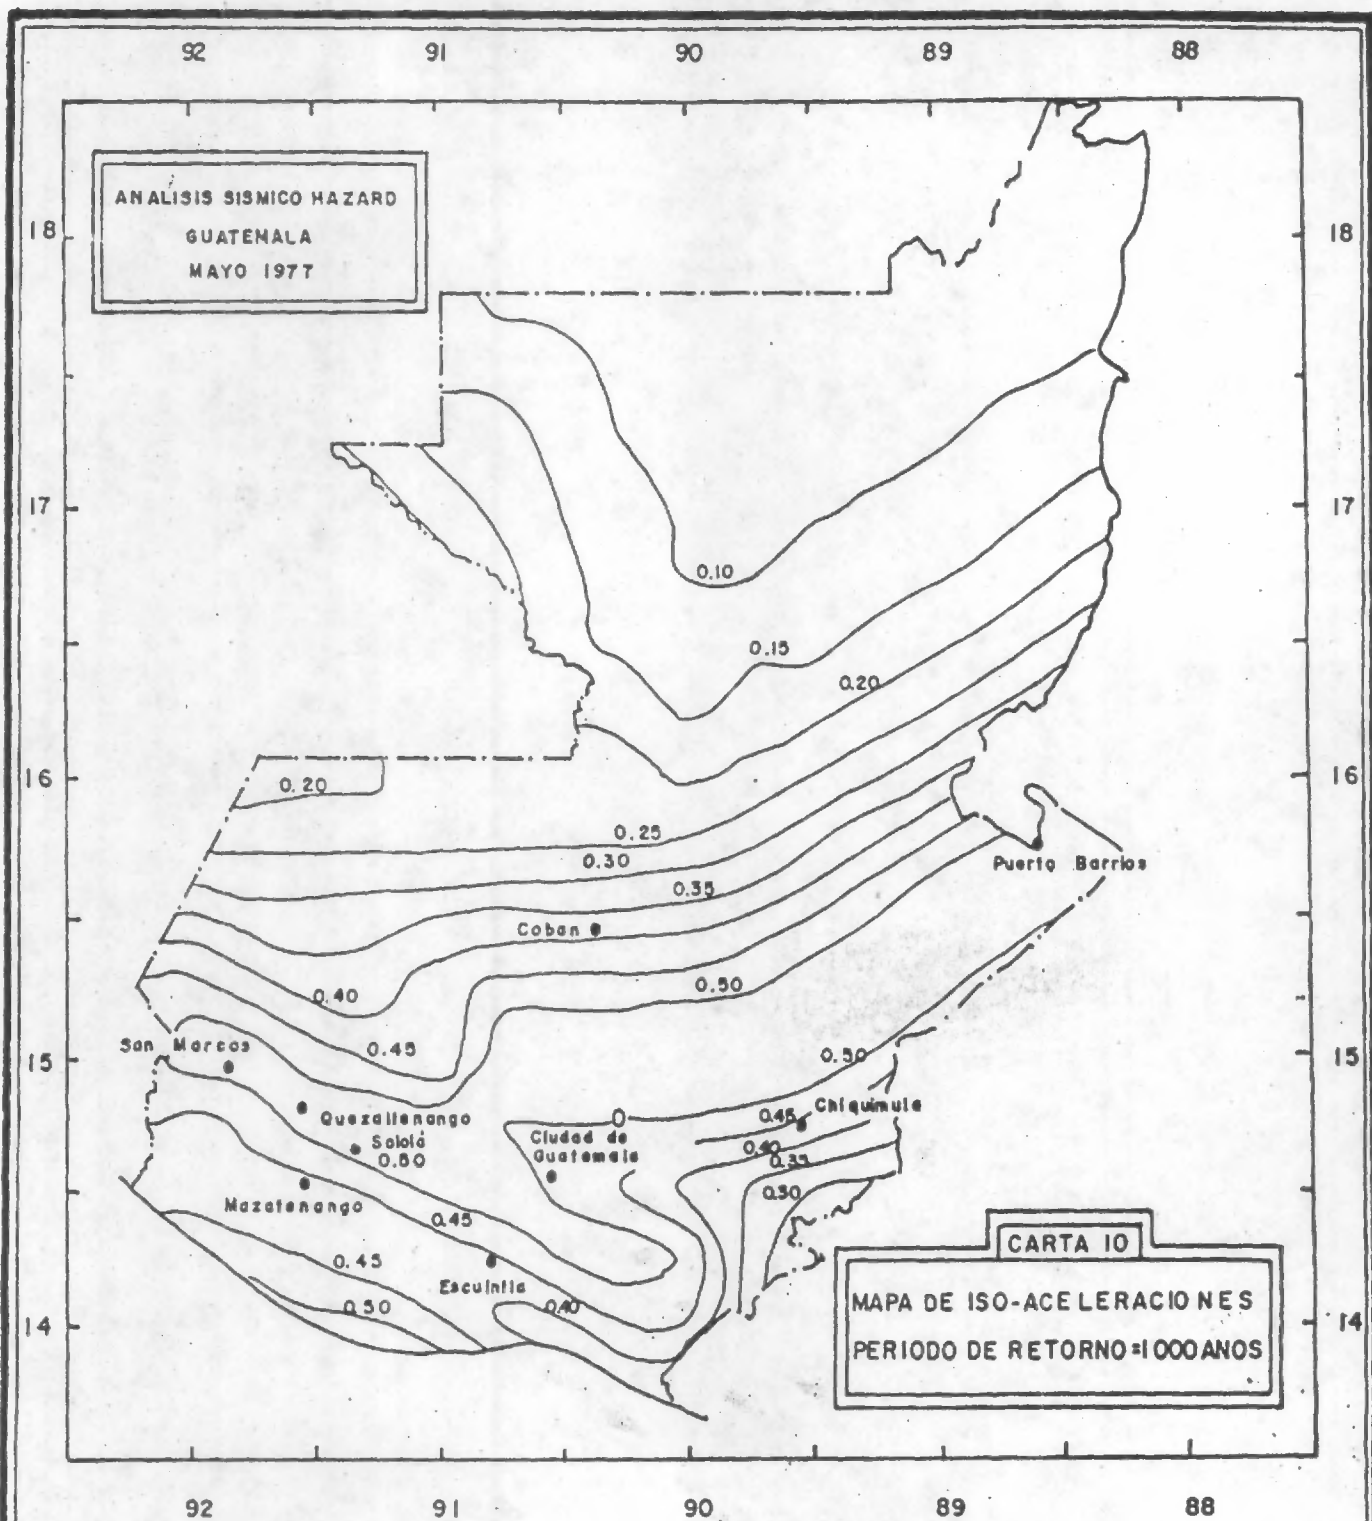 92 91 90 89 88
ANALISIS SISMICO HAZARD
GUATEMALA
MAYO 1977
18 18
17 17
0.10
0.15
0.20
16 16
0.20
0.25
0.30
0.35
Puerto Barrios
Coban
0.40
0.50
0.45
0.50
San Marcos
15 15
Quezaltenango
0.45
Chiquimula
Sololá
0.50
Ciudad de
Guatemala
0.40
0.35
0.30
Mazatenango
0.45
0.45
Escuintla
0.50
0.40
CARTA 10
MAPA DE ISO-ACELERACIONES
PERIODO DE RETORNO=1000 ANOS
14 14
92 91 90 89 88